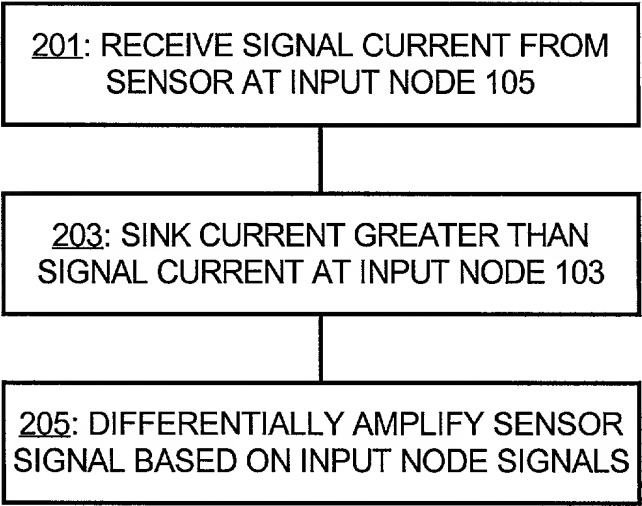 201: RECEIVE SIGNAL CURRENT FROM
SENSOR AT INPUT NODE 105
203: SINK CURRENT GREATER THAN
SIGNAL CURRENT AT INPUT NODE 103
205: DIFFERENTIALLY AMPLIFY SENSOR
SIGNAL BASED ON INPUT NODE SIGNALS